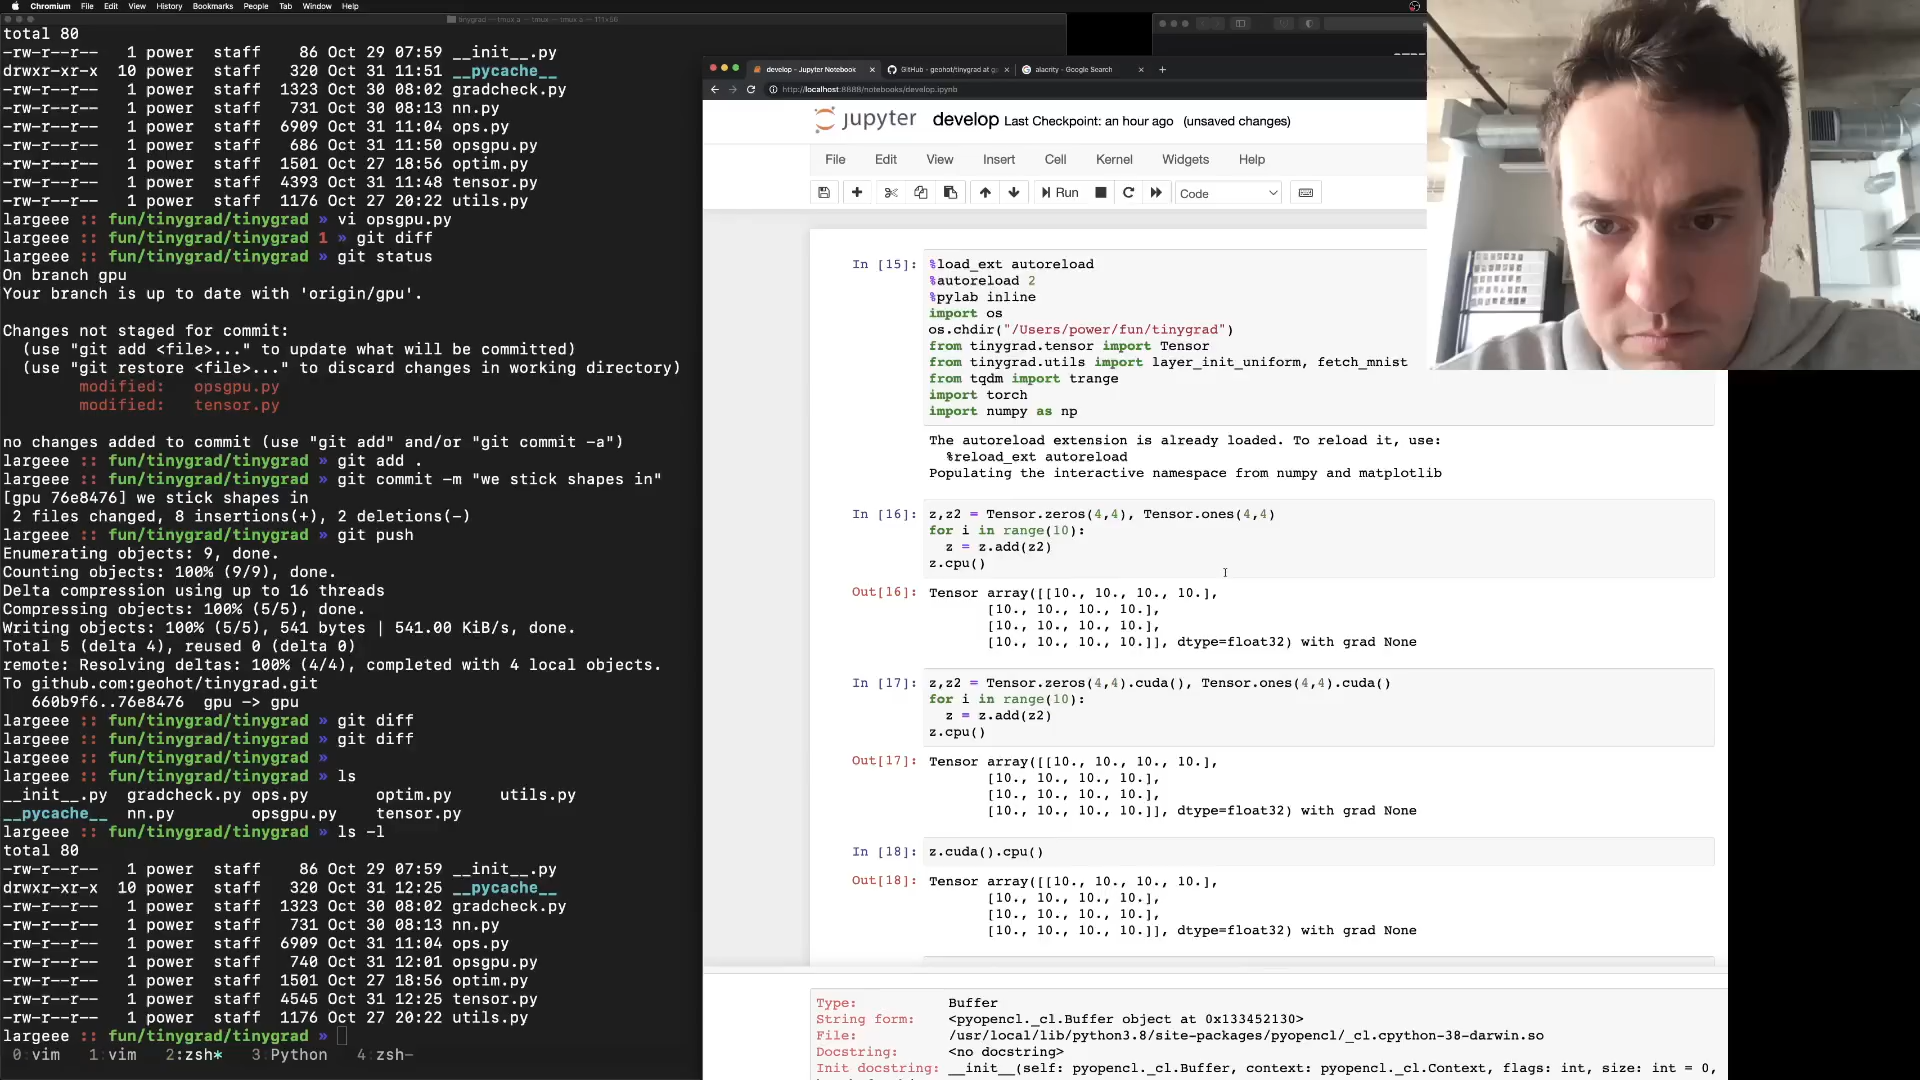 Chromium File Edit View History Bookmarks People Tab Window Help
tinygrad — tmux a — tmux — tmux a — 111×56
total 80
-rw-r--r-- 1 power staff 86 Oct 29 07:59 __init__.py
drwxr-xr-x 10 power staff 320 Oct 31 11:51 __pycache__
-rw-r--r-- 1 power staff 1323 Oct 30 08:02 gradcheck.py
-rw-r--r-- 1 power staff 731 Oct 30 08:13 nn.py
-rw-r--r-- 1 power staff 6909 Oct 31 11:04 ops.py
-rw-r--r-- 1 power staff 686 Oct 31 11:50 opsgpu.py
-rw-r--r-- 1 power staff 1501 Oct 27 18:56 optim.py
-rw-r--r-- 1 power staff 4393 Oct 31 11:48 tensor.py
-rw-r--r-- 1 power staff 1176 Oct 27 20:22 utils.py
largeee :: fun/tinygrad/tinygrad » vi opsgpu.py
largeee :: fun/tinygrad/tinygrad 1 » git diff
largeee :: fun/tinygrad/tinygrad » git status
On branch gpu
Your branch is up to date with 'origin/gpu'.
Changes not staged for commit:
(use "git add <file>..." to update what will be committed)
(use "git restore <file>..." to discard changes in working directory)
modified: opsgpu.py
modified: tensor.py
no changes added to commit (use "git add" and/or "git commit -a")
largeee :: fun/tinygrad/tinygrad » git add .
largeee :: fun/tinygrad/tinygrad » git commit -m "we stick shapes in"
[gpu 76e8476] we stick shapes in
2 files changed, 8 insertions(+), 2 deletions(-)
largeee :: fun/tinygrad/tinygrad » git push
Enumerating objects: 9, done.
Counting objects: 100% (9/9), done.
Delta compression using up to 16 threads
Compressing objects: 100% (5/5), done.
Writing objects: 100% (5/5), 541 bytes | 541.00 KiB/s, done.
Total 5 (delta 4), reused 0 (delta 0)
remote: Resolving deltas: 100% (4/4), completed with 4 local objects.
To github.com:geohot/tinygrad.git
660b9f6..76e8476 gpu -> gpu
largeee :: fun/tinygrad/tinygrad » git diff
largeee :: fun/tinygrad/tinygrad » git diff
largeee :: fun/tinygrad/tinygrad »
largeee :: fun/tinygrad/tinygrad » ls
__init__.py gradcheck.py ops.py optim.py utils.py
__pycache__ nn.py opsgpu.py tensor.py
largeee :: fun/tinygrad/tinygrad » ls -l
total 80
-rw-r--r-- 1 power staff 86 Oct 29 07:59 __init__.py
drwxr-xr-x 10 power staff 320 Oct 31 12:25 __pycache__
-rw-r--r-- 1 power staff 1323 Oct 30 08:02 gradcheck.py
-rw-r--r-- 1 power staff 731 Oct 30 08:13 nn.py
-rw-r--r-- 1 power staff 6909 Oct 31 11:04 ops.py
-rw-r--r-- 1 power staff 740 Oct 31 12:01 opsgpu.py
-rw-r--r-- 1 power staff 1501 Oct 27 18:56 optim.py
-rw-r--r-- 1 power staff 4545 Oct 31 12:25 tensor.py
-rw-r--r-- 1 power staff 1176 Oct 27 20:22 utils.py
largeee :: fun/tinygrad/tinygrad »
0 vim 1 vim 2:zsh* 3 Python 4 zsh-
develop - Jupyter Notebook GitHub - geohot/tinygrad at g alacrity - Google Search
http://localhost:8888/notebooks/develop.ipynb
jupyter develop Last Checkpoint: an hour ago (unsaved changes)
File Edit View Insert Cell Kernel Widgets Help
Run Code
In [15]: %load_ext autoreload
%autoreload 2
%pylab inline
import os
os.chdir("/Users/power/fun/tinygrad")
from tinygrad.tensor import Tensor
from tinygrad.utils import layer_init_uniform, fetch_mnist
from tqdm import trange
import torch
import numpy as np
The autoreload extension is already loaded. To reload it, use:
%reload_ext autoreload
Populating the interactive namespace from numpy and matplotlib
In [16]: z,z2 = Tensor.zeros(4,4), Tensor.ones(4,4)
for i in range(10):
z = z.add(z2)
z.cpu()
Out[16]: Tensor array([[10., 10., 10., 10.],
[10., 10., 10., 10.],
[10., 10., 10., 10.],
[10., 10., 10., 10.]], dtype=float32) with grad None
In [17]: z,z2 = Tensor.zeros(4,4).cuda(), Tensor.ones(4,4).cuda()
for i in range(10):
z = z.add(z2)
z.cpu()
Out[17]: Tensor array([[10., 10., 10., 10.],
[10., 10., 10., 10.],
[10., 10., 10., 10.],
[10., 10., 10., 10.]], dtype=float32) with grad None
In [18]: z.cuda().cpu()
Out[18]: Tensor array([[10., 10., 10., 10.],
[10., 10., 10., 10.],
[10., 10., 10., 10.],
[10., 10., 10., 10.]], dtype=float32) with grad None
Type: Buffer
String form: <pyopencl._cl.Buffer object at 0x133452130>
File: /usr/local/lib/python3.8/site-packages/pyopencl/_cl.cpython-38-darwin.so
Docstring: <no docstring>
Init docstring: __init__(self: pyopencl._cl.Buffer, context: pyopencl._cl.Context, flags: int, size: int = 0,